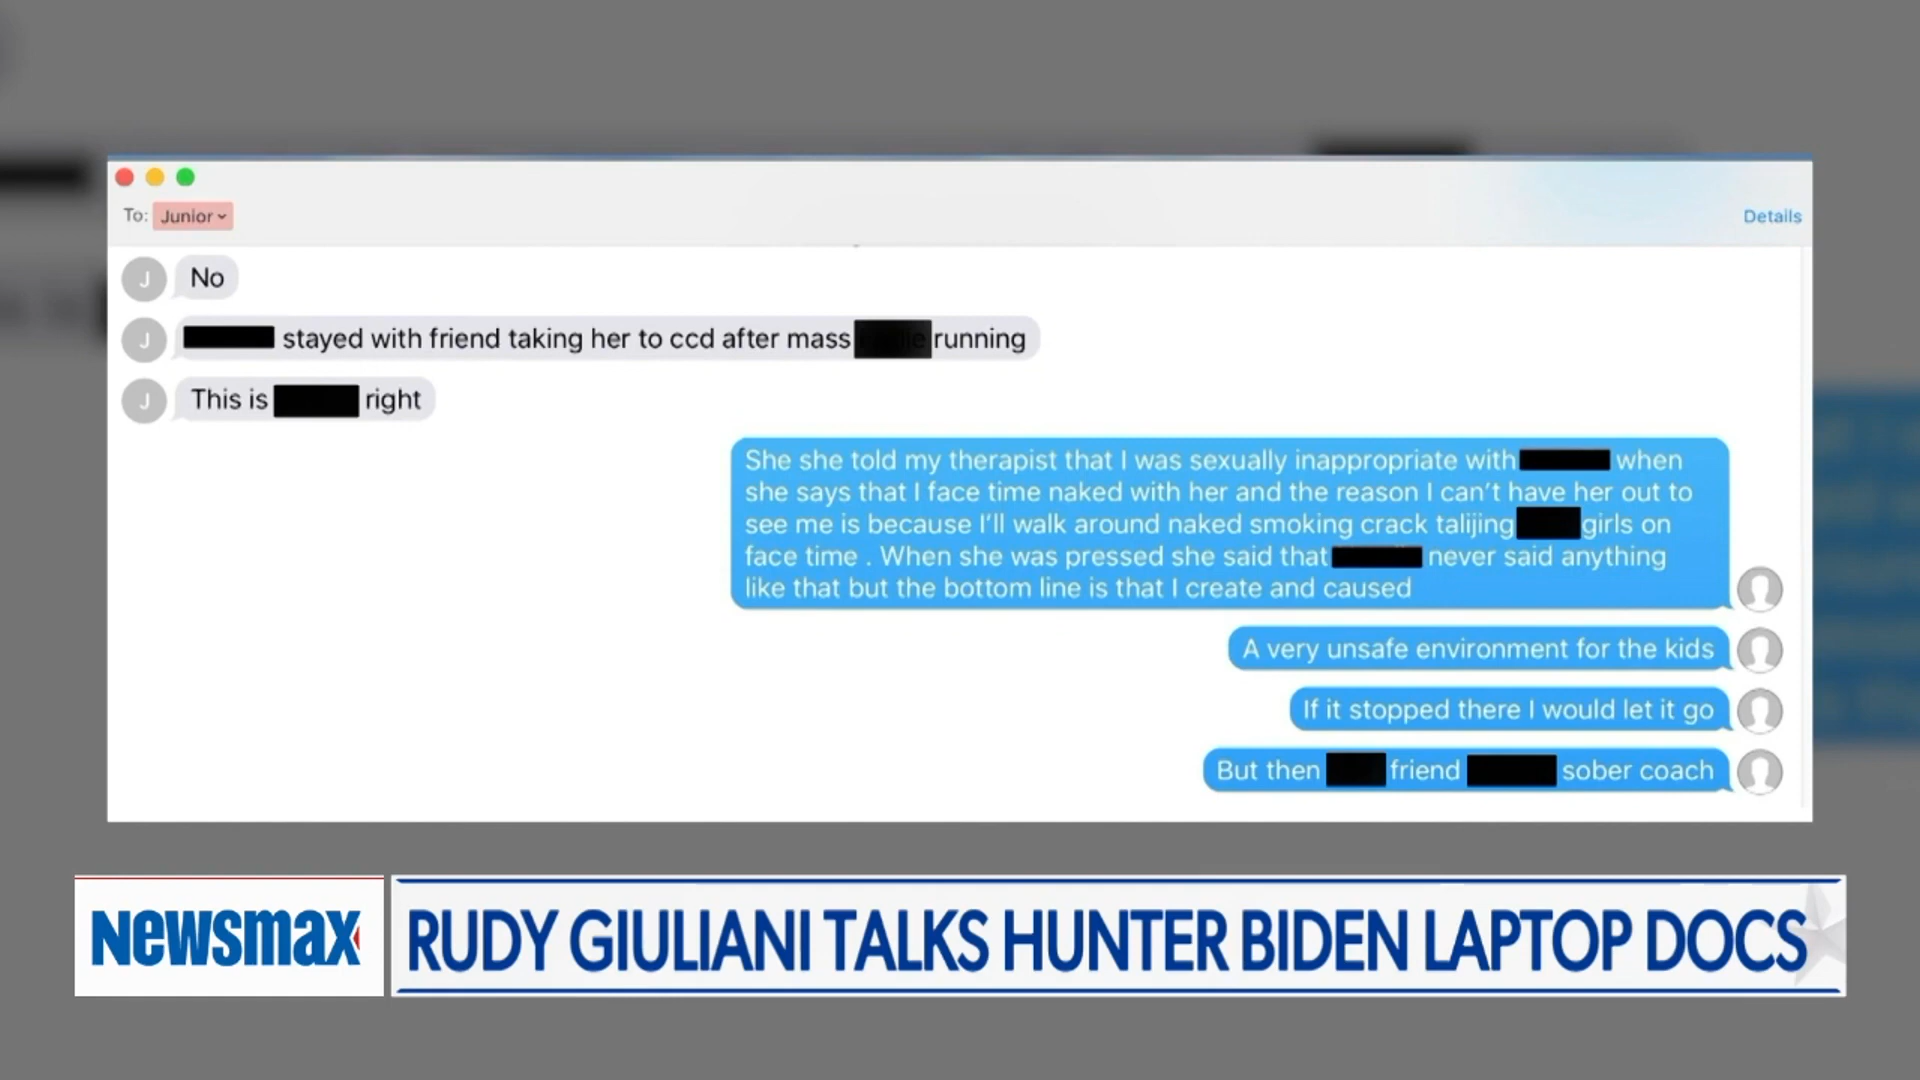 To: Junior
Details
J No
J stayed with friend taking her to ccd after mass running
J This is right
She she told my therapist that I was sexually inappropriate with when
she says that I face time naked with her and the reason I can't have her out to
see me is because I'll walk around naked smoking crack talijing girls on
face time . When she was pressed she said that never said anything
like that but the bottom line is that I create and caused
A very unsafe environment for the kids
If it stopped there I would let it go
But then friend sober coach
Newsmax
RUDY GIULIANI TALKS HUNTER BIDEN LAPTOP DOCS